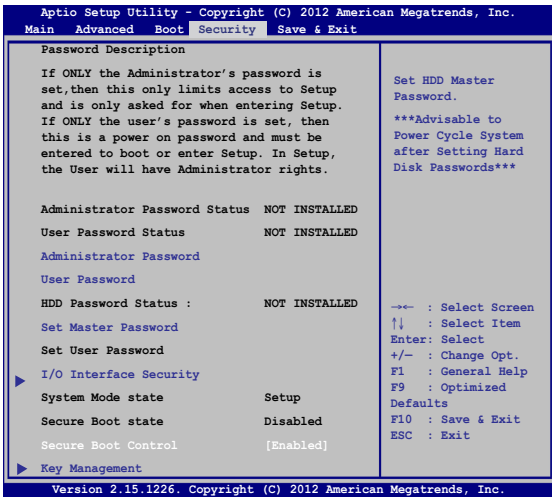 Aptio Setup Utility - Copyright (C) 2012 American Megatrends, Inc.
Main Advanced Boot Security Save & Exit
Password Description
If ONLY the Administrator's password is
set,then this only limits access to Setup
and is only asked for when entering Setup.
If ONLY the user's password is set, then
this is a power on password and must be
entered to boot or enter Setup. In Setup,
the User will have Administrator rights.
Administrator Password Status NOT INSTALLED
User Password Status NOT INSTALLED
Administrator Password
User Password
HDD Password Status : NOT INSTALLED
Set Master Password
Set User Password
I/O Interface Security
System Mode state Setup
Secure Boot state Disabled
Secure Boot Control [Enabled]
Key Management
Set HDD Master
Password.
***Advisable to
Power Cycle System
after Setting Hard
Disk Passwords***
→← : Select Screen
↑↓ : Select Item
Enter: Select
+/— : Change Opt.
F1 : General Help
F9 : Optimized
Defaults
F10 : Save & Exit
ESC : Exit
Version 2.15.1226. Copyright (C) 2012 American Megatrends, Inc.